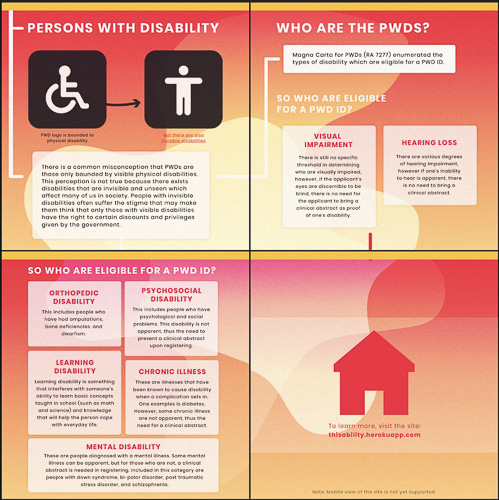 PERSONS WITH DISABILITY
PWD logo is bounded to
physical disability
but there are also
invisible disabilities
There is a common misconception that PWDs are
those only bounded by visible physical disabilities.
This perception is not true because there exists
disabilities that are invisible and unseen which
affect many of us in society. People with invisible
disabilities often suffer the stigma that may make
them think that only those with visible disabilities
have the right to certain discounts and privileges
given by the government.
WHO ARE THE PWDS?
Magna Carta for PWDs (RA 7277) enumerated the
types of disability which are eligible for a PWD ID.
SO WHO ARE ELIGIBLE
FOR A PWD ID?
VISUAL
IMPAIRMENT
There is still no specific
threshold in determining
who are visually impaired,
however, if the applicant's
eyes are discernible to be
blind, there is no need for
the applicant to bring a
clinical abstract as proof
of one's disability.
HEARING LOSS
There are various degrees
of hearing impairment,
however if one's inability
to hear is apparent, there
is no need to bring a
clinical abstract.
SO WHO ARE ELIGIBLE FOR A PWD ID?
ORTHOPEDIC
DISABILITY
This includes people who
have had amputations,
bone deficiencies, and
dwarfism.
PSYCHOSOCIAL
DISABILITY
This includes people who have
psychological and social
problems. This disability is not
apparent, thus the need to
present a clinical abstract
upon registering.
LEARNING
DISABILITY
Learning disability is something
that interferes with someone's
ability to learn basic concepts
taught in school (such as math
and science) and knowledge
that will help the person cope
with everyday life.
CHRONIC ILLNESS
These are illnesses that have
been known to cause disability
when a complication sets in.
One examples is diabetes.
However, some chronic illness
are not apparent, thus the
need for a clinical abstract.
MENTAL DISABILITY
These are people diagnosed with a mental illness. Some mental
illness can be apparent, but for those who are not, a clinical
abstract is needed in registering. Included in this category are
people with down syndrome, bi-polar disorder, post traumatic
stress disorder, and schizophrenia.
To learn more, visit the site:
thisability.herokuapp.com
Note: Mobile view of the site is not yet supported